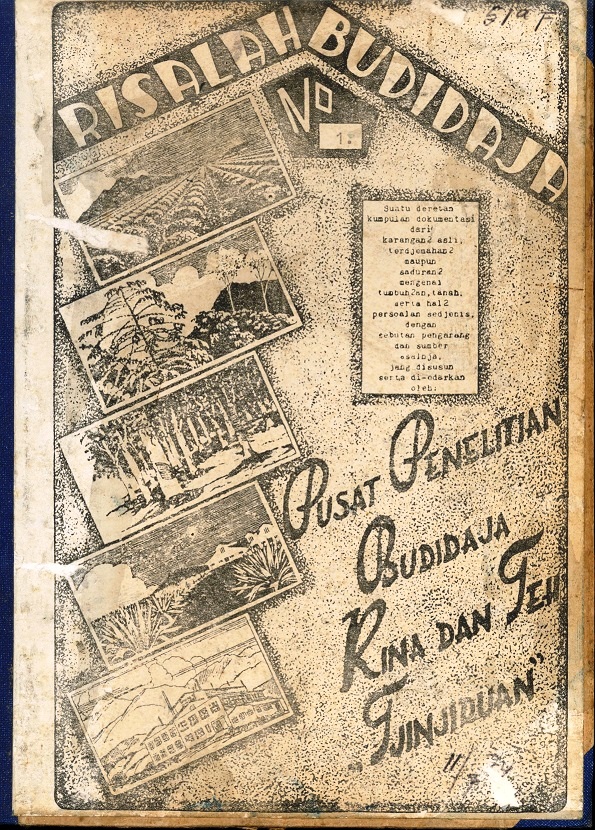 RISALAH BUDIDAJA
No
1.
Suatu deretan
kumpulan dokumentasi
dari
karangan2 asli,
terdjemahan2
maupun
saduran2
mengenai
tumbuh2an, tanah,
serta hal2
persoalan sedjenis,
dengan
sebutan pengarang
dan sumber
asalnja,
jang disusun
serta di-edarkan
oleh:
PUSAT PENELITIAN
BUDIDAJA
KINA DAN TEH
„TJINJIRUAN"